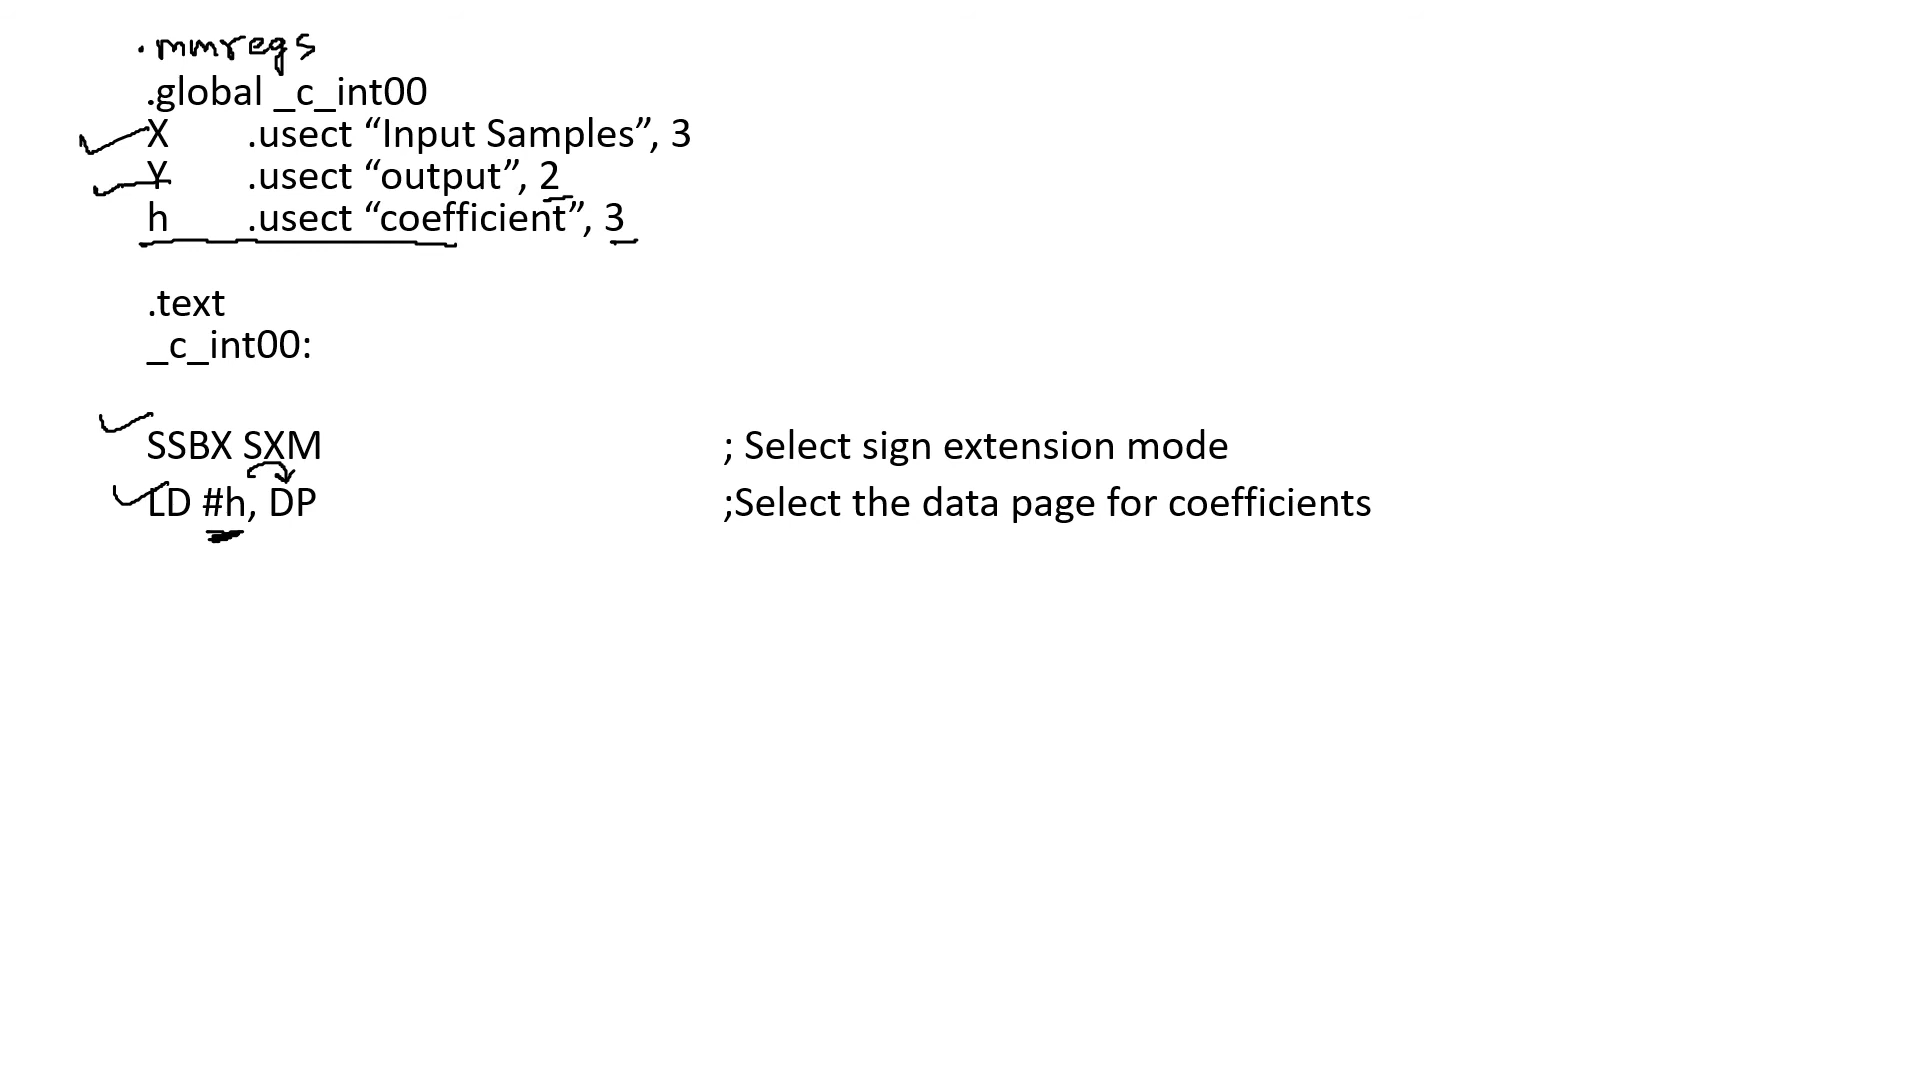 .mmregs
.global _c_int00
X .usect “Input Samples”, 3
Y .usect “output”, 2
h .usect “coefficient”, 3
.text
_c_int00:
SSBX SXM ; Select sign extension mode
LD #h, DP ;Select the data page for coefficients